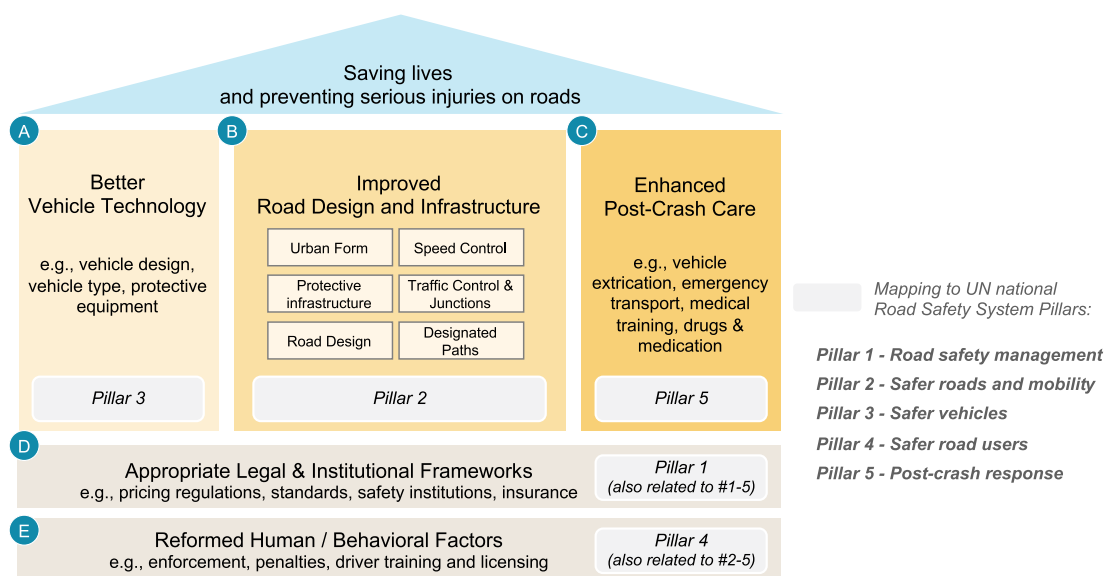 Saving lives
and preventing serious injuries on roads
A
Better
Vehicle Technology
e.g., vehicle design,
vehicle type, protective
equipment
Pillar 3
B
Improved
Road Design and Infrastructure
Urban Form
Speed Control
Protective
infrastructure
Traffic Control &
Junctions
Road Design
Designated
Paths
Pillar 2
C
Enhanced
Post-Crash Care
e.g., vehicle
extrication, emergency
transport, medical
training, drugs &
medication
Pillar 5
D
Appropriate Legal & Institutional Frameworks
e.g., pricing regulations, standards, safety institutions, insurance
Pillar 1
(also related to #1-5)
E
Reformed Human / Behavioral Factors
e.g., enforcement, penalties, driver training and licensing
Pillar 4
(also related to #2-5)
Mapping to UN national
Road Safety System Pillars:
Pillar 1 - Road safety management
Pillar 2 - Safer roads and mobility
Pillar 3 - Safer vehicles
Pillar 4 - Safer road users
Pillar 5 - Post-crash response